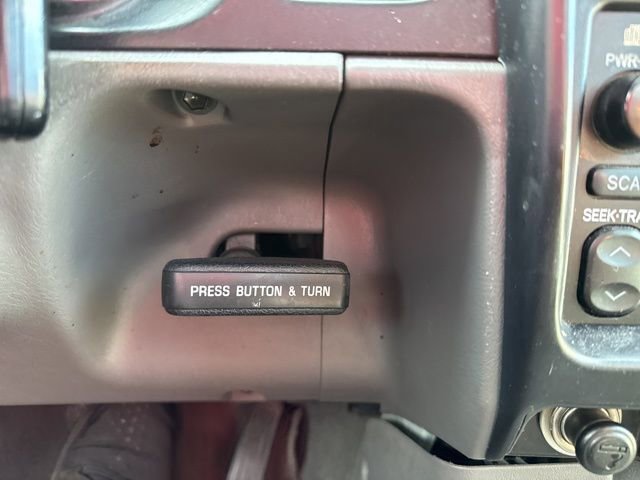 PRESS BUTTON & TURN
PWR-
SCA
SEEK·TRA